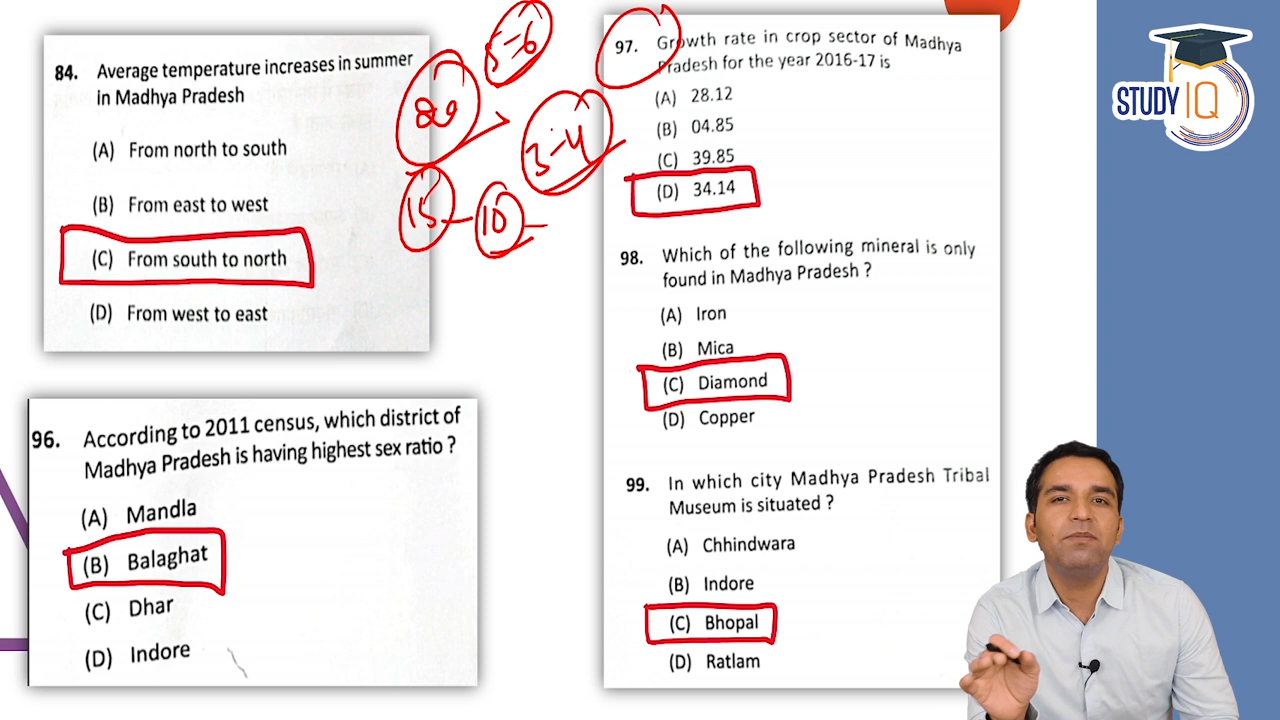 84. Average temperature increases in summer
in Madhya Pradesh
(A) From north to south
(B) From east to west
(C) From south to north
(D) From west to east
96. According to 2011 census, which district of
Madhya Pradesh is having highest sex ratio ?
(A) Mandla
(B) Balaghat
(C) Dhar
(D) Indore
5-6
20
3-4
15-10-
97. Growth rate in crop sector of Madhya
Pradesh for the year 2016-17 is
(A) 28.12
(B) 04.85
(C) 39.85
(D) 34.14
98. Which of the following mineral is only
found in Madhya Pradesh ?
(A) Iron
(B) Mica
(C) Diamond
(D) Copper
99. In which city Madhya Pradesh Tribal
Museum is situated ?
(A) Chhindwara
(B) Indore
(C) Bhopal
(D) Ratlam
STUDY IQ